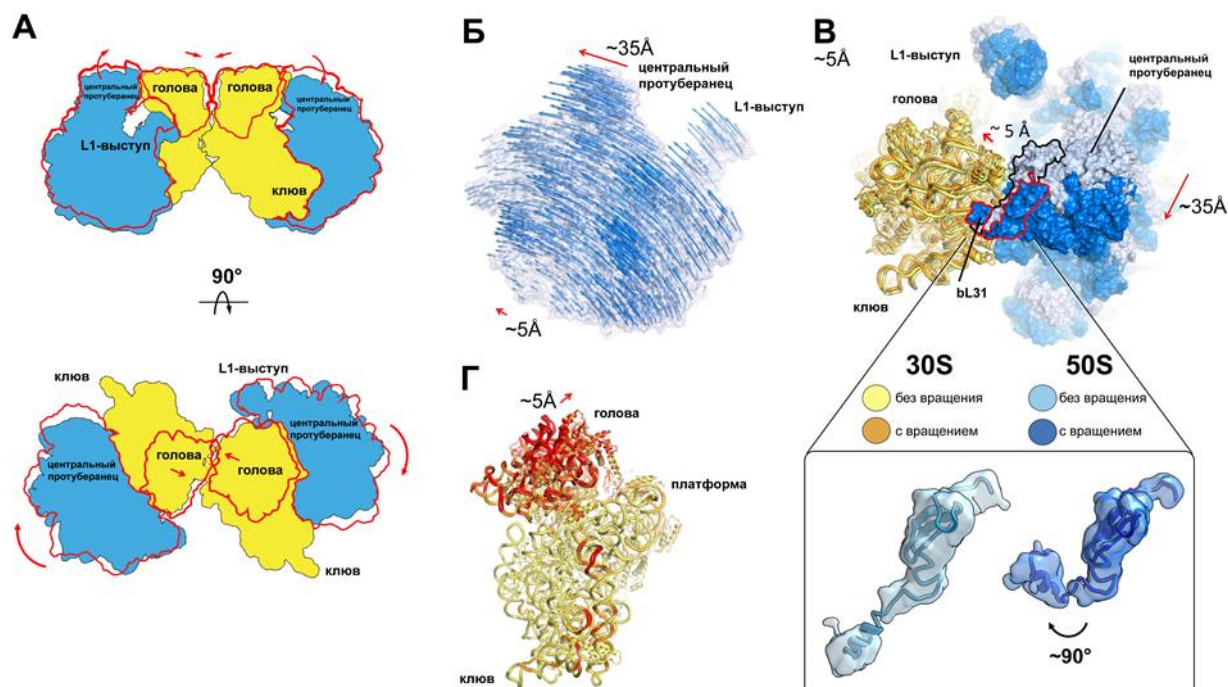 А
центральный
протуберанец
голова
голова
центральный
протуберанец
L1-выступ
клюв
90°
клюв
L1-выступ
центральный
протуберанец
голова
голова
центральный
протуберанец
клюв
Б
~35Å
центральный
протуберанец
L1-выступ
~5Å
Г
~5Å
голова
платформа
клюв
В
~5Å
L1-выступ
центральный
протуберанец
голова
~ 5 Å
~35Å
клюв
bL31
30S
50S
без вращения
без вращения
с вращением
с вращением
~90°